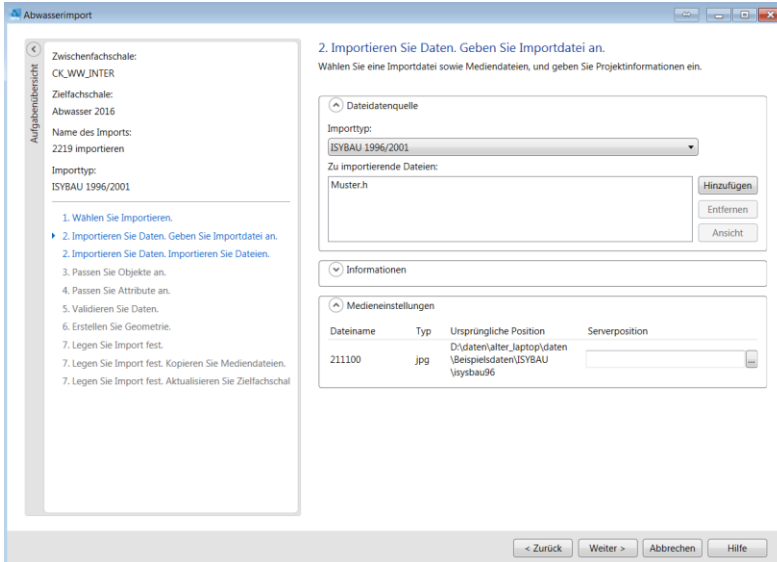 Abwasserimport
Aufgabenübersicht
Zwischenfachschale:
CK_WW_INTER
Zielfachschale:
Abwasser 2016
Name des Imports:
2219 importieren
Importtyp:
ISYBAU 1996/2001
1. Wählen Sie Importieren.
2. Importieren Sie Daten. Geben Sie Importdatei an.
2. Importieren Sie Daten. Importieren Sie Dateien.
3. Passen Sie Objekte an.
4. Passen Sie Attribute an.
5. Validieren Sie Daten.
6. Erstellen Sie Geometrie.
7. Legen Sie Import fest.
7. Legen Sie Import fest. Kopieren Sie Mediendateien.
7. Legen Sie Import fest. Aktualisieren Sie Zielfachschal
2. Importieren Sie Daten. Geben Sie Importdatei an.
Wählen Sie eine Importdatei sowie Mediendateien, und geben Sie Projektinformationen ein.
Dateidatenquelle
Importtyp:
ISYBAU 1996/2001
Zu importierende Dateien:
Muster.h
Hinzufügen
Entfernen
Ansicht
Informationen
Medieneinstellungen
Dateiname Typ Ursprüngliche Position Serverposition
211100 jpg D:\daten\alter_laptop\daten
\Beispielsdaten\ISYBAU
\isysbau96
...
< Zurück Weiter > Abbrechen Hilfe